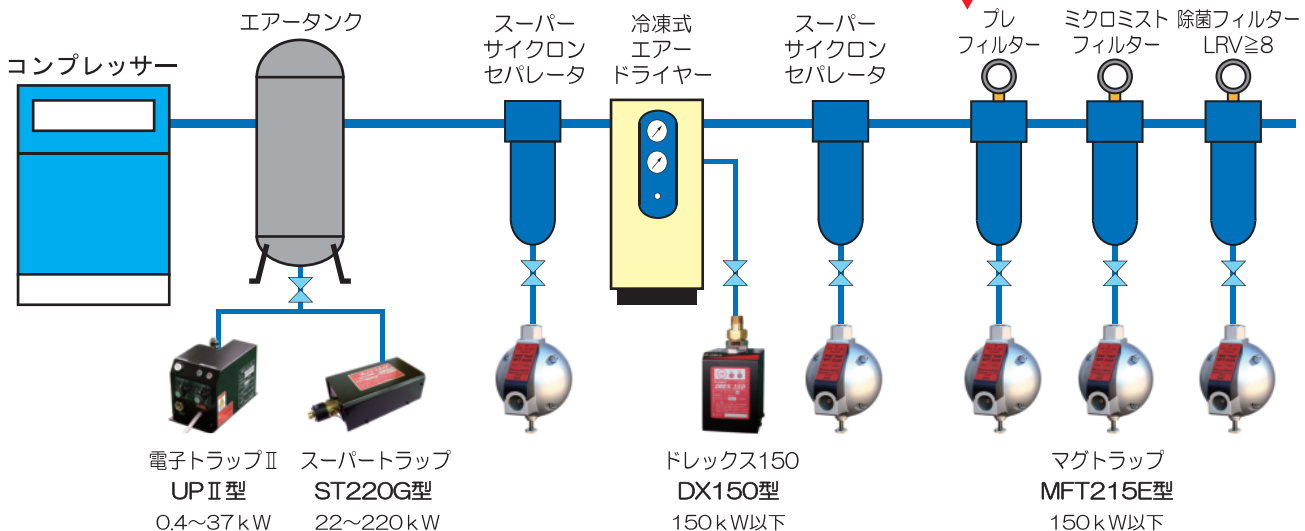 コンプレッサー
エアータンク
スーパー
サイクロン
セパレータ
冷凍式
エアー
ドライヤー
スーパー
サイクロン
セパレータ
プレ
フィルター
ミクロミスト
フィルター
除菌フィルター
LRV≧8
電子トラップⅡ
UPⅡ型
0.4〜37kW
スーパートラップ
ST220G型
22〜220kW
ドレックス150
DX150型
150kW以下
マグトラップ
MFT215E型
150kW以下